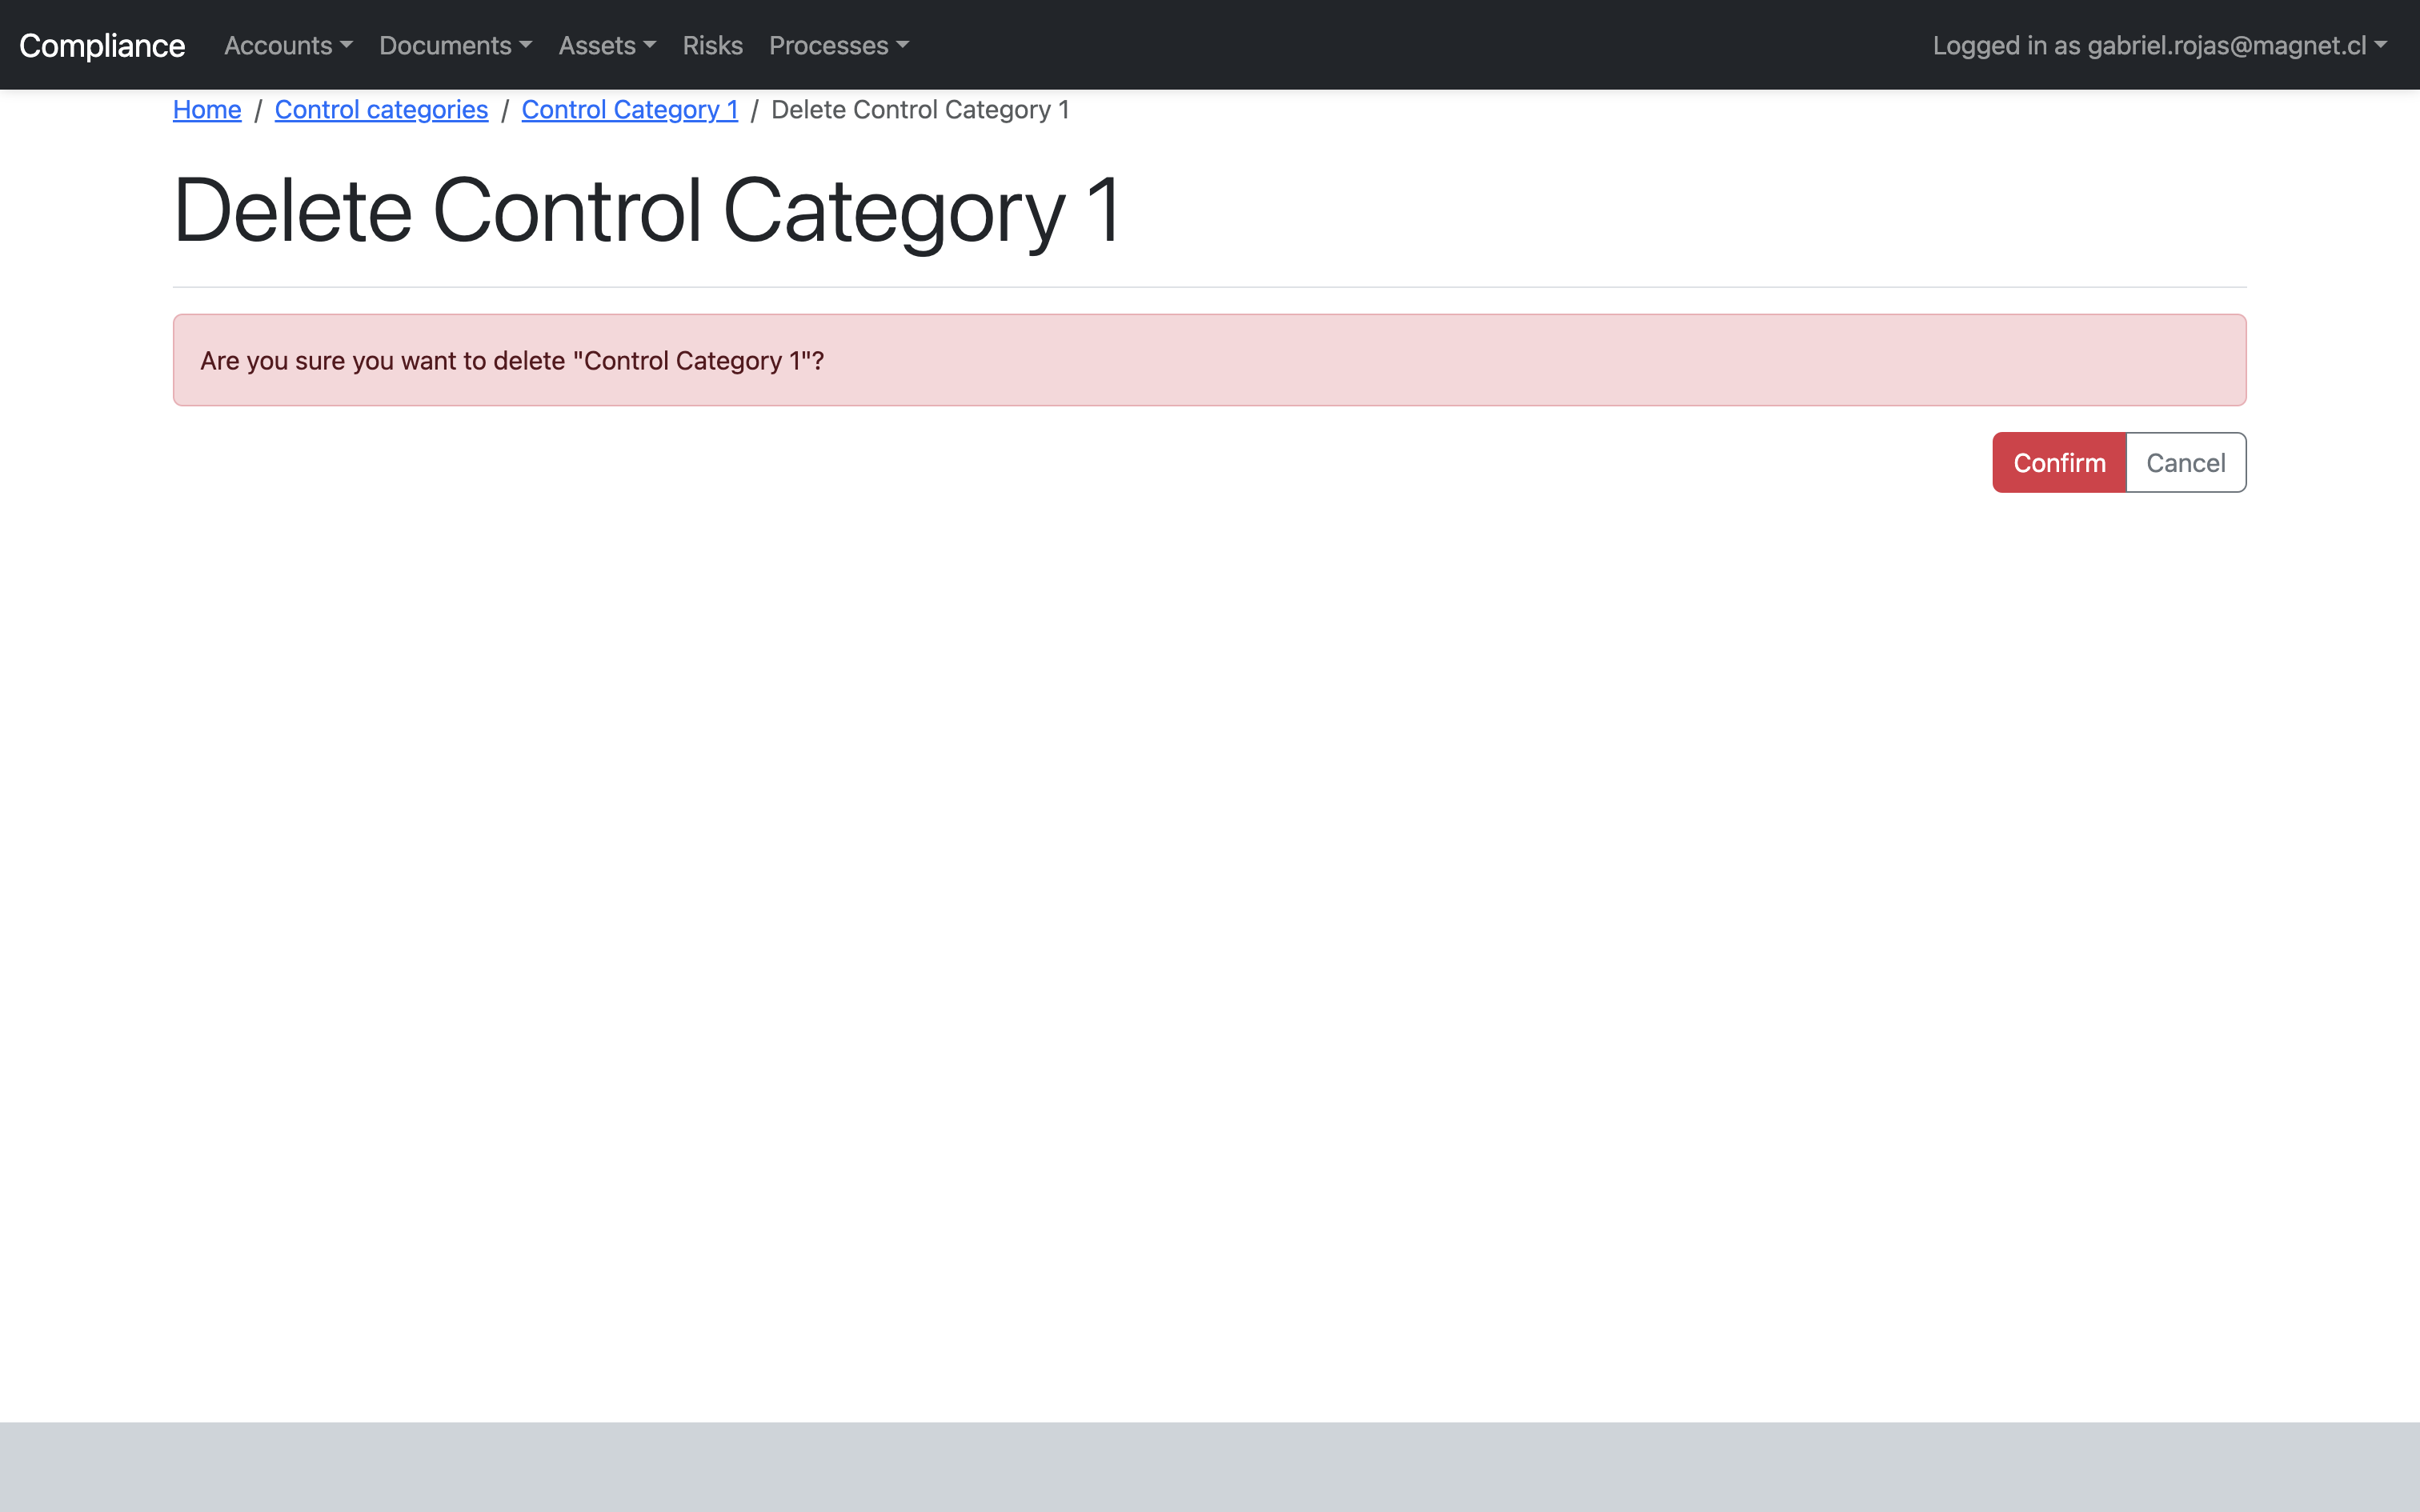 Compliance Accounts Documents Assets Risks Processes Logged in as gabriel.rojas@magnet.cl
Home / Control categories / Control Category 1 / Delete Control Category 1
Delete Control Category 1
Are you sure you want to delete "Control Category 1"?
Confirm Cancel